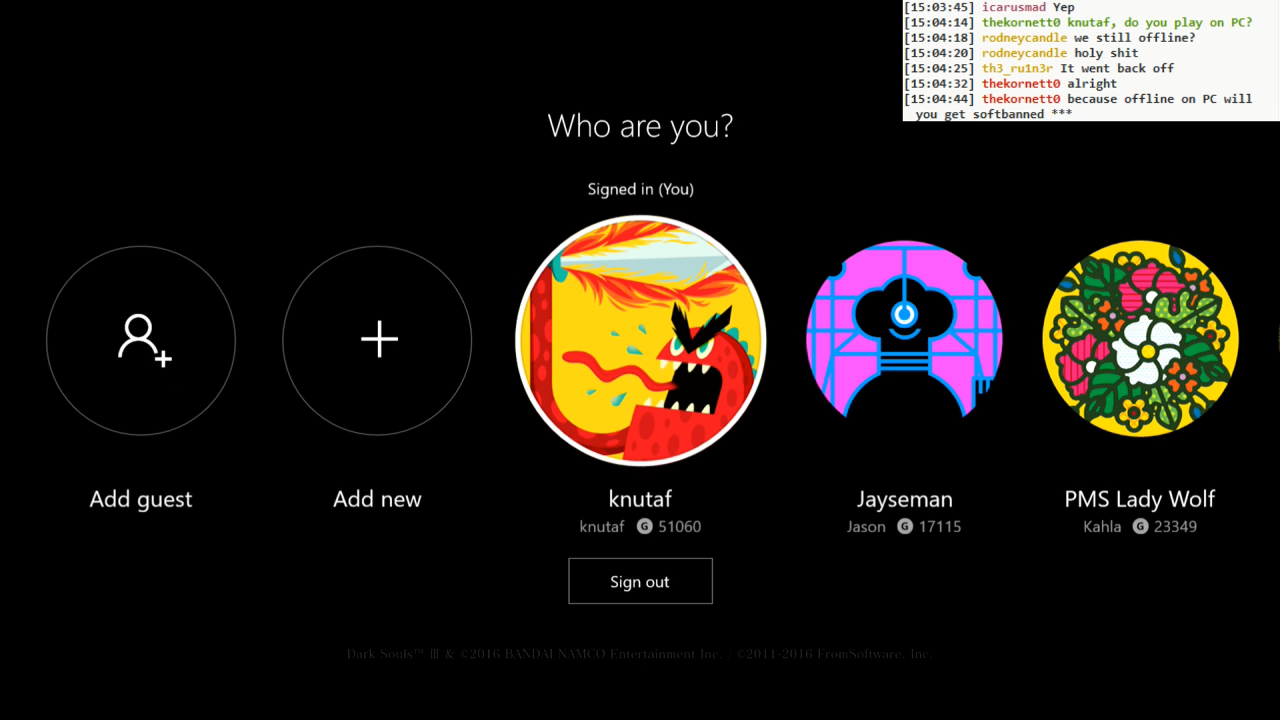 [15:03:45] icarusmad Yep
[15:04:14] thekornett0 knutaf, do you play on PC?
[15:04:18] rodneycandle we still offline?
[15:04:20] rodneycandle holy shit
[15:04:25] th3_ru1n3r It went back off
[15:04:32] thekornett0 alright
[15:04:44] thekornett0 because offline on PC will
you get softbanned ***
Who are you?
Signed in (You)
Add guest
Add new
knutaf
knutaf G 51060
Jayseman
Jason G 17115
PMS Lady Wolf
Kahla G 23349
Sign out
Dark Souls™ III & ©2016 BANDAI NAMCO Entertainment Inc. / ©2011-2016 FromSoftware, Inc.